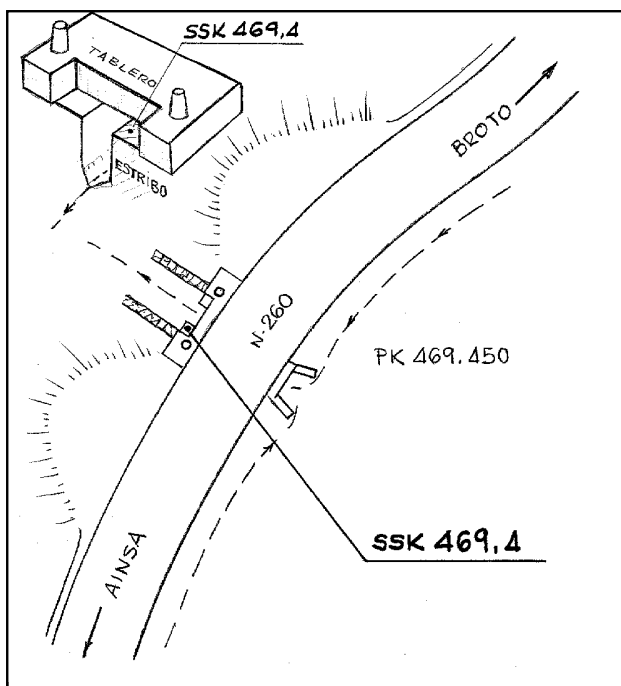 SSK 469,4
TABLERO
ESTRIBO
BROTO
N-260
PK 469.450
SSK 469,4
AINSA